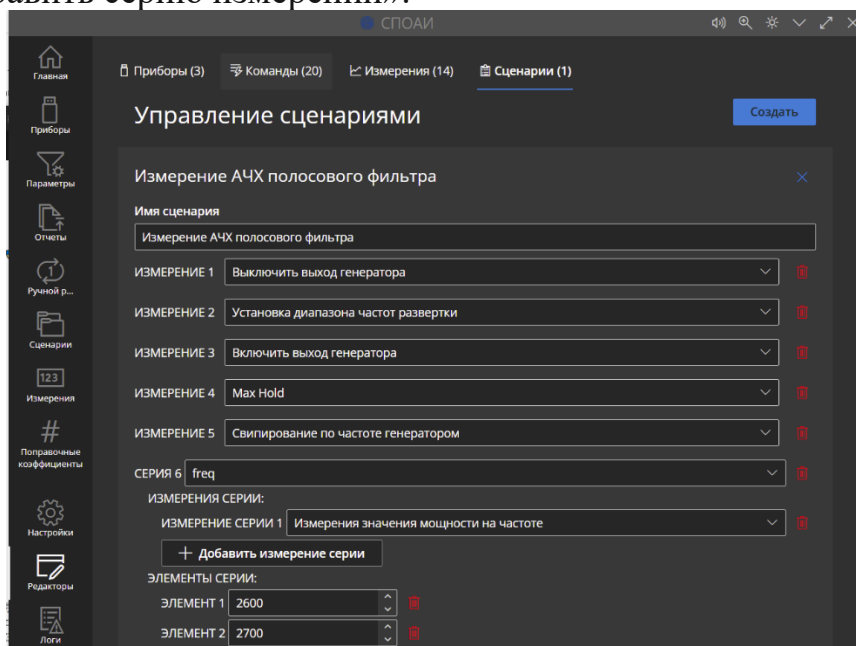 авить серию измерений».
СПОАИ
Главная
Приборы
Параметры
Отчеты
Ручной р...
Сценарии
123
Измерения
Поправочные
коэффициенты
Настройки
Редакторы
Логи
Приборы (3) Команды (20) Измерения (14) Сценарии (1)
Управление сценариями Создать
Измерение АЧХ полосового фильтра
Имя сценария
Измерение АЧХ полосового фильтра
ИЗМЕРЕНИЕ 1 Выключить выход генератора
ИЗМЕРЕНИЕ 2 Установка диапазона частот развертки
ИЗМЕРЕНИЕ 3 Включить выход генератора
ИЗМЕРЕНИЕ 4 Max Hold
ИЗМЕРЕНИЕ 5 Свипирование по частоте генератором
СЕРИЯ 6 freq
ИЗМЕРЕНИЯ СЕРИИ:
ИЗМЕРЕНИЕ СЕРИИ 1 Измерения значения мощности на частоте
+ Добавить измерение серии
ЭЛЕМЕНТЫ СЕРИИ:
ЭЛЕМЕНТ 1 2600
ЭЛЕМЕНТ 2 2700